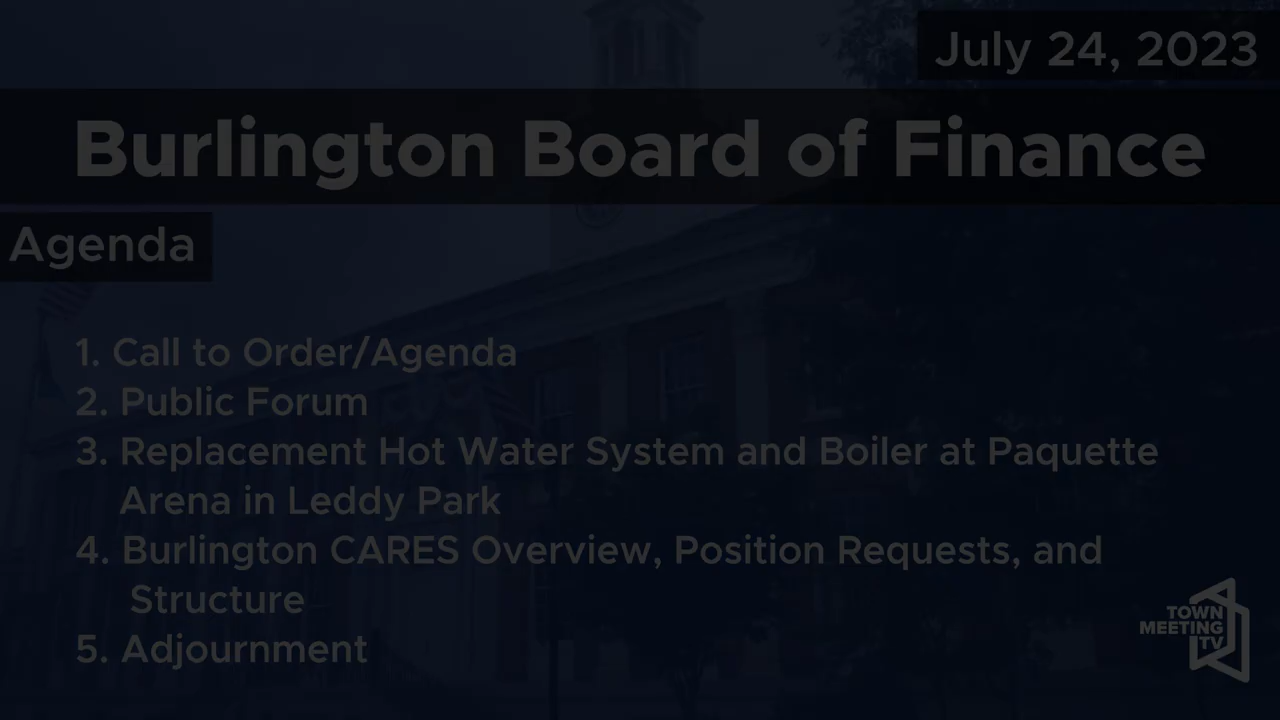 July 24, 2023
Burlington Board of Finance
Agenda
1. Call to Order/Agenda
2. Public Forum
3. Replacement Hot Water System and Boiler at Paquette
Arena in Leddy Park
4. Burlington CARES Overview, Position Requests, and
Structure
5. Adjournment
TOWN
MEETING
TV